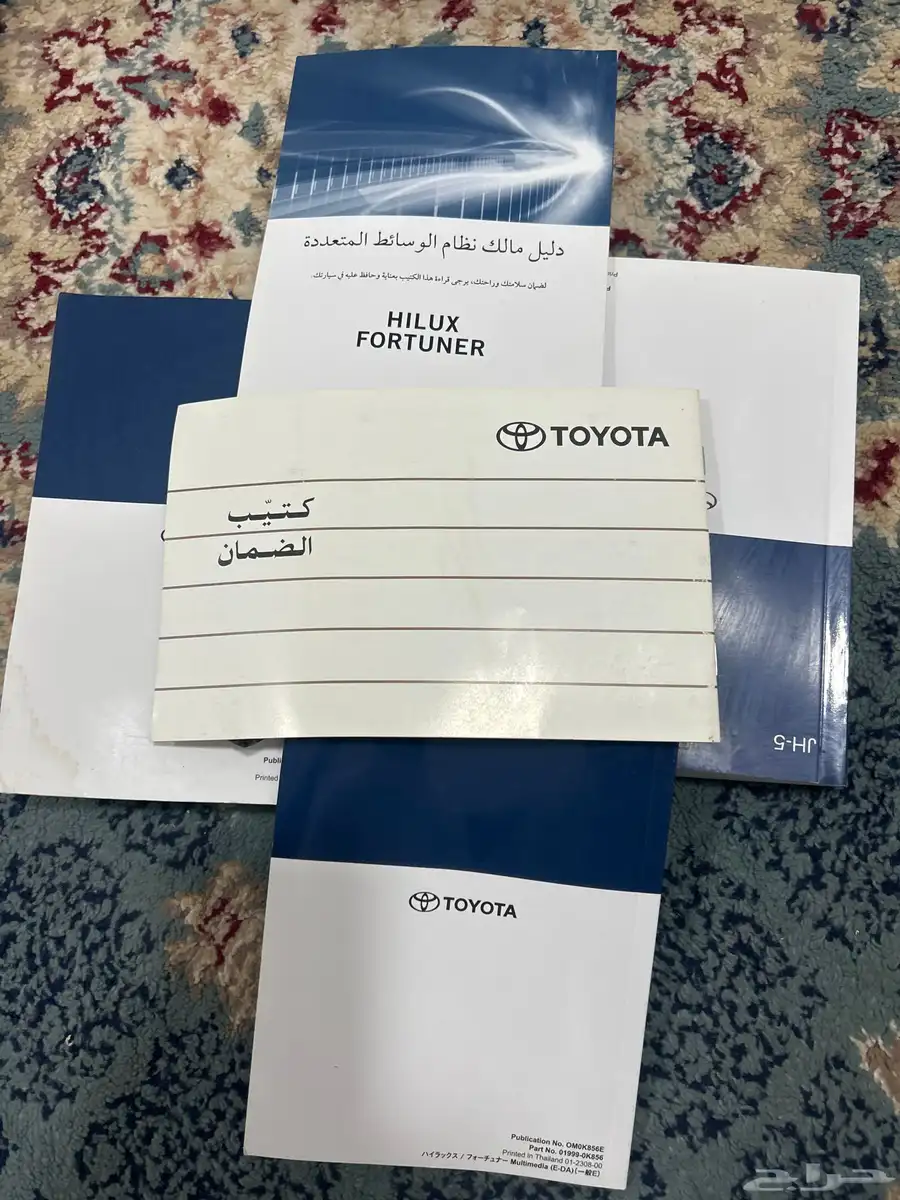 دليل مالك نظام الوسائط المتعددة
لضمان سلامتك وراحتك، يرجى قراءة هذا الكتيب بعناية وحافظ عليه في سيارتك.
HILUX
FORTUNER
TOYOTA
كتيّب
الضمان
JH-5
Publi
Printed
TOYOTA
Publication No. OM0K856E
Part No. 01999-0K856
Printed in Thailand 01-2308-00
ハイラックス / フォーチュナー Multimedia (E-DA) (一般E)
حراج